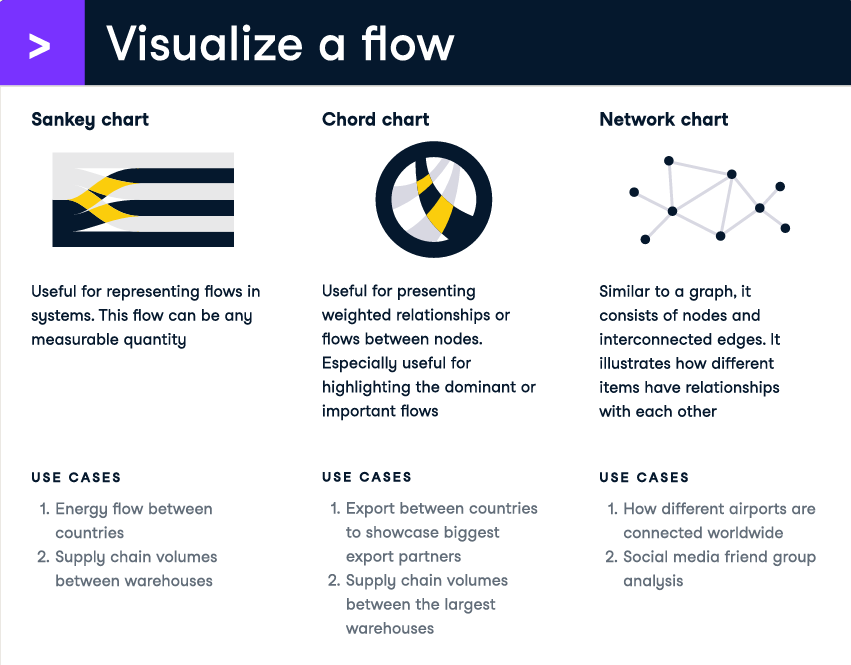 > Visualize a flow
Sankey chart
Useful for representing flows in
systems. This flow can be any
measurable quantity
USE CASES
1. Energy flow between
countries
2. Supply chain volumes
between warehouses
Chord chart
Useful for presenting
weighted relationships or
flows between nodes.
Especially useful for
highlighting the dominant or
important flows
USE CASES
1. Export between countries
to showcase biggest
export partners
2. Supply chain volumes
between the largest
warehouses
Network chart
Similar to a graph, it
consists of nodes and
interconnected edges. It
illustrates how different
items have relationships
with each other
USE CASES
1. How different airports are
connected worldwide
2. Social media friend group
analysis